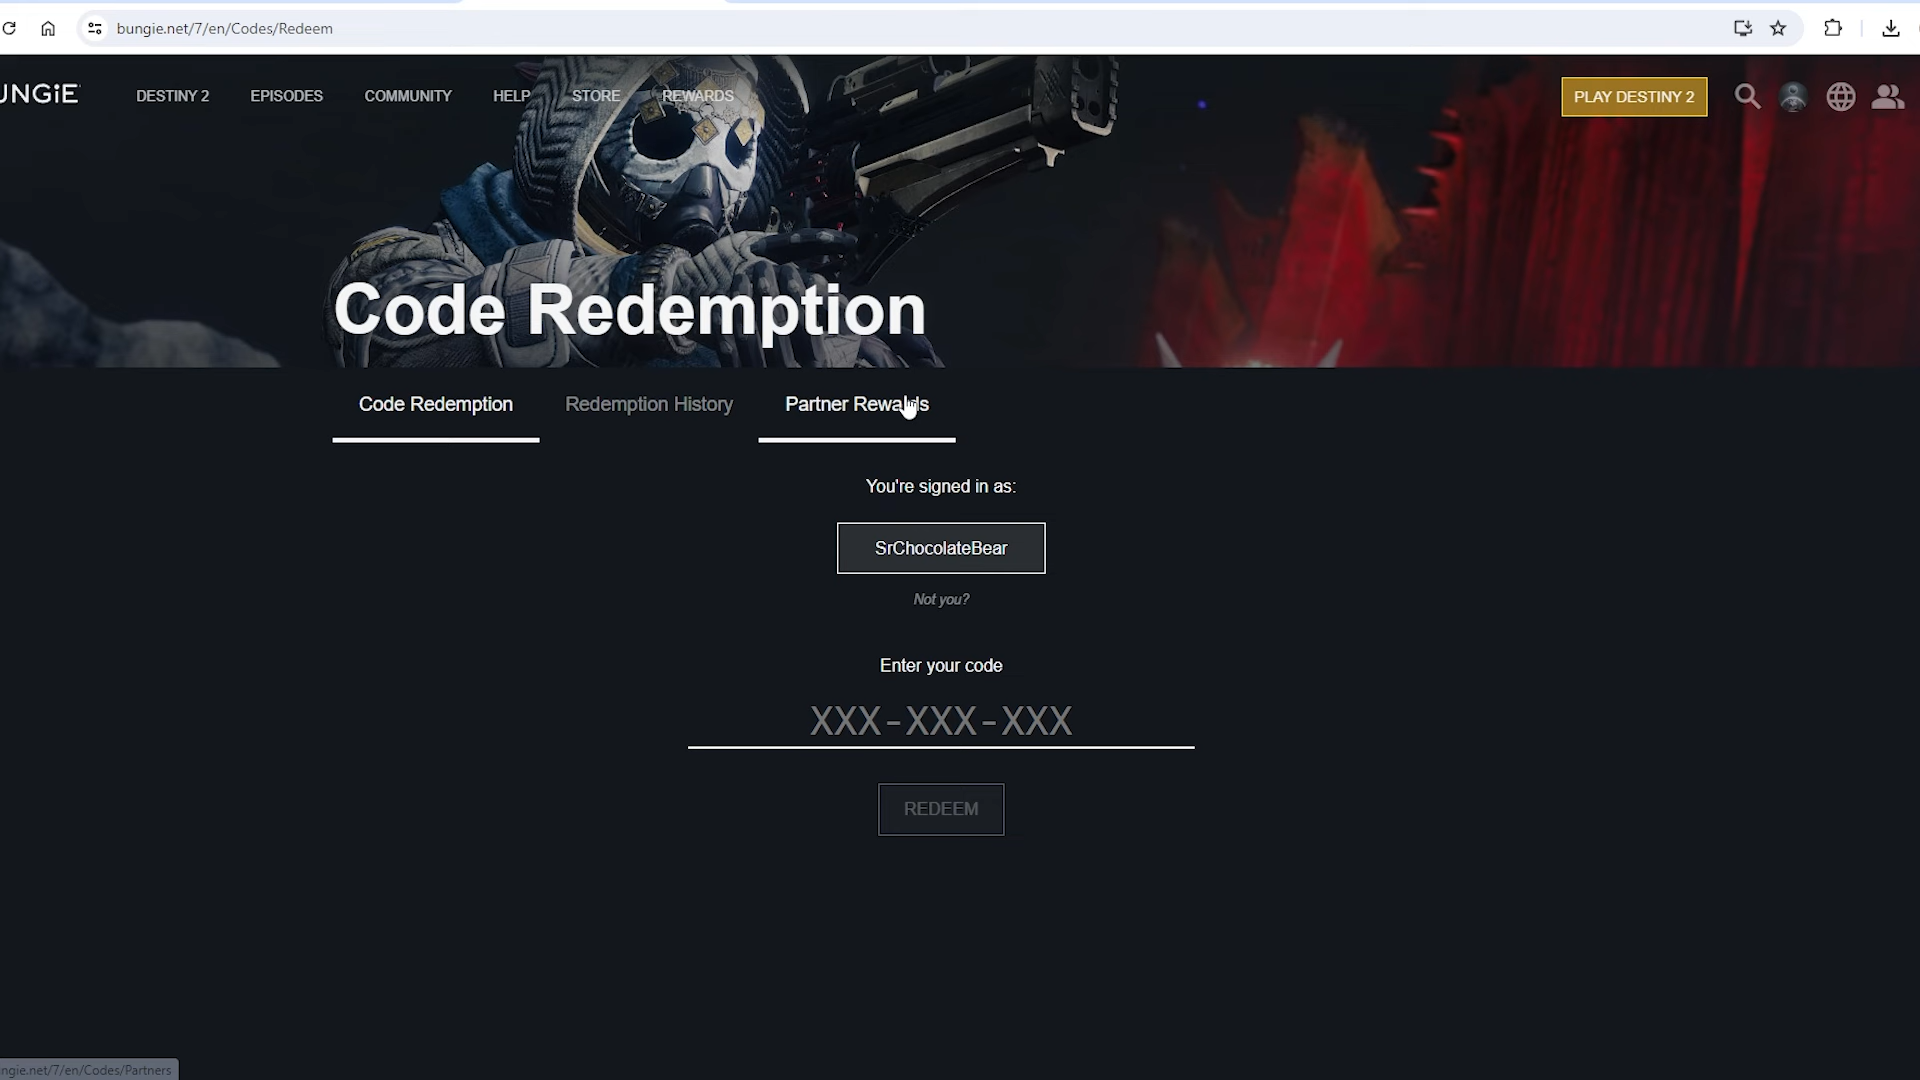 bungie.net/7/en/Codes/Redeem
UNGiE
DESTINY 2
EPISODES
COMMUNITY
HELP
STORE
REWARDS
PLAY DESTINY 2
Code Redemption
Code Redemption
Redemption History
Partner Rewards
You're signed in as:
SrChocolateBear
Not you?
Enter your code
XXX-XXX-XXX
REDEEM
ngie.net/7/en/Codes/Partners